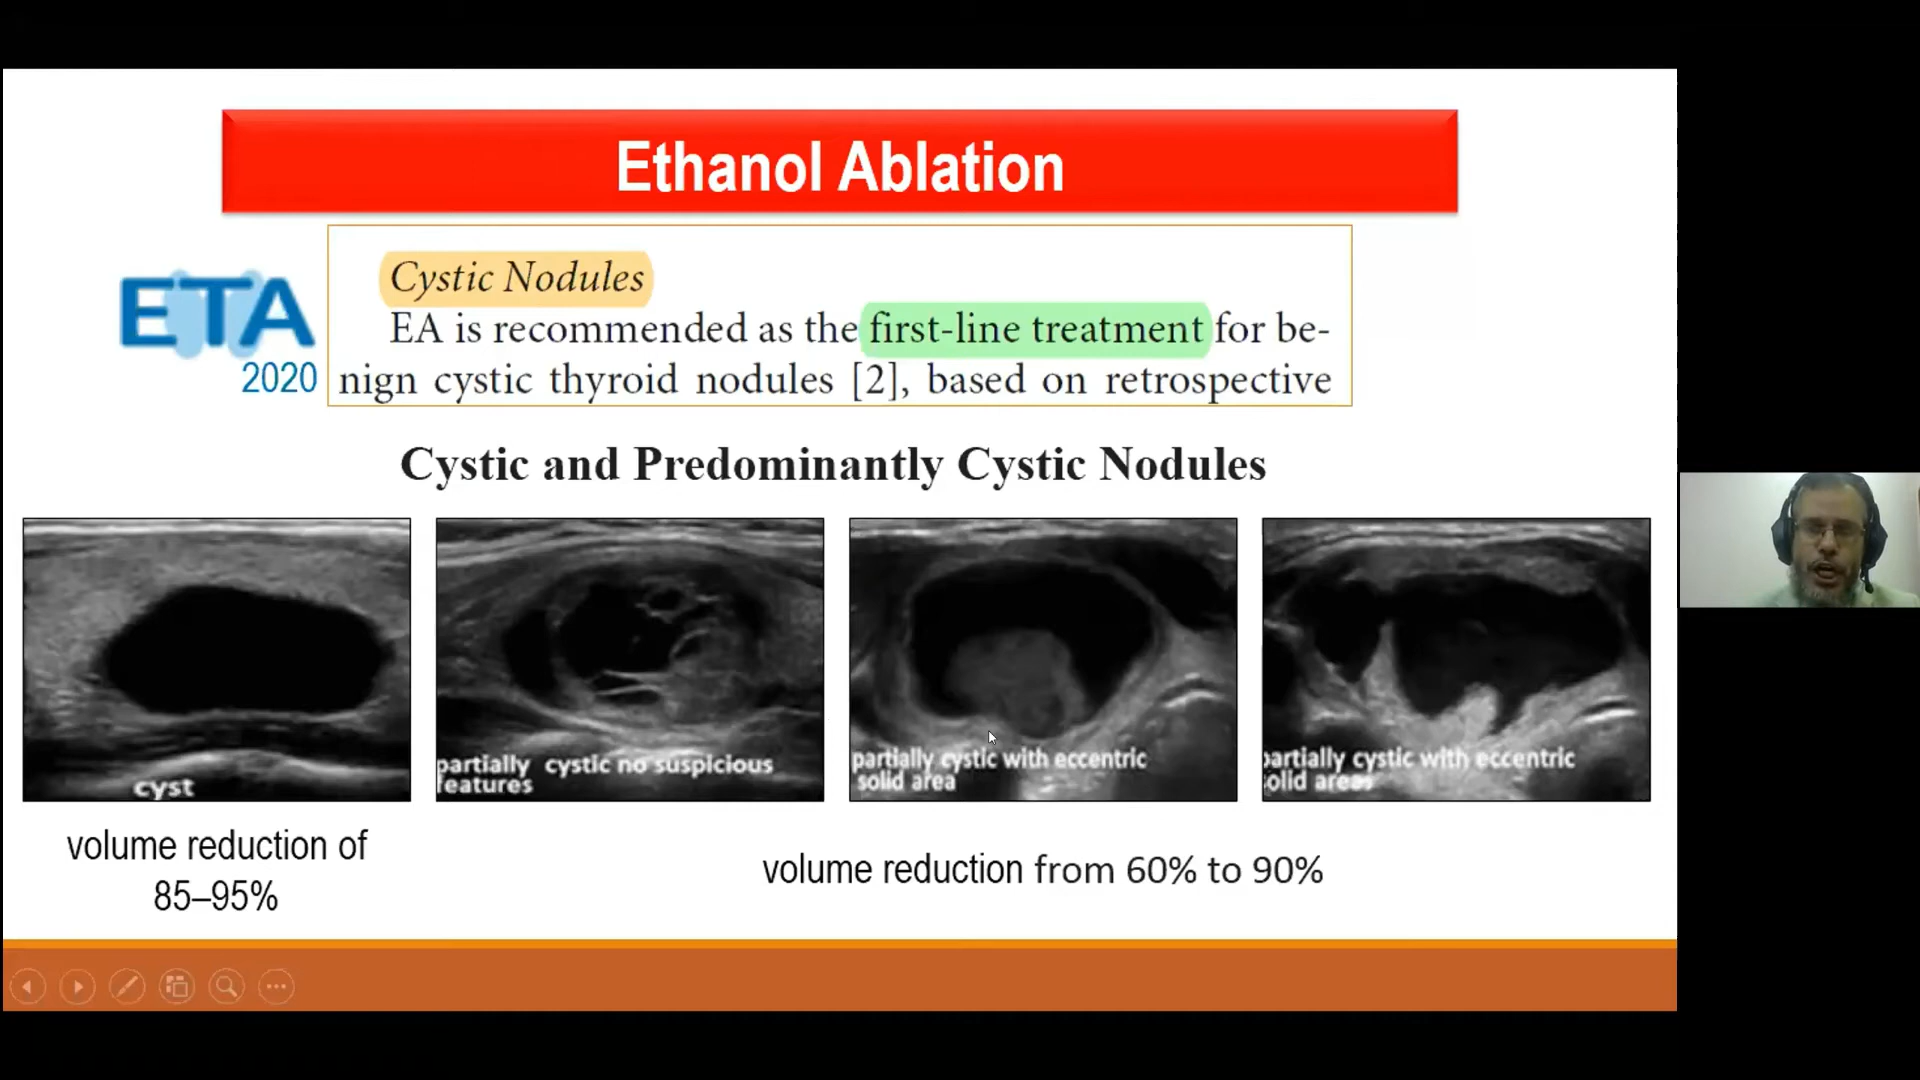 Ethanol Ablation
ETA
2020
Cystic Nodules
EA is recommended as the first-line treatment for be-
nign cystic thyroid nodules [2], based on retrospective
Cystic and Predominantly Cystic Nodules
cyst
partially cystic no suspicious
features
partially cystic with eccentric
solid area
partially cystic with eccentric
solid areas
volume reduction of
85–95%
volume reduction from 60% to 90%